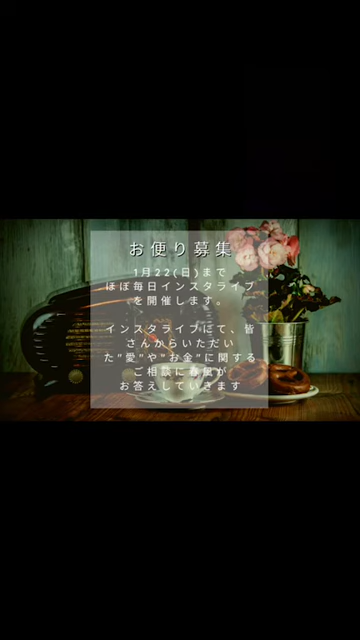 お便り募集
1月22(日)まで
ほぼ毎日インスタライブ
を開催します。
インスタライブにて、皆
さんからいただい
た"愛"や"お金"に関する
ご相談に春風が
お答えしていきます